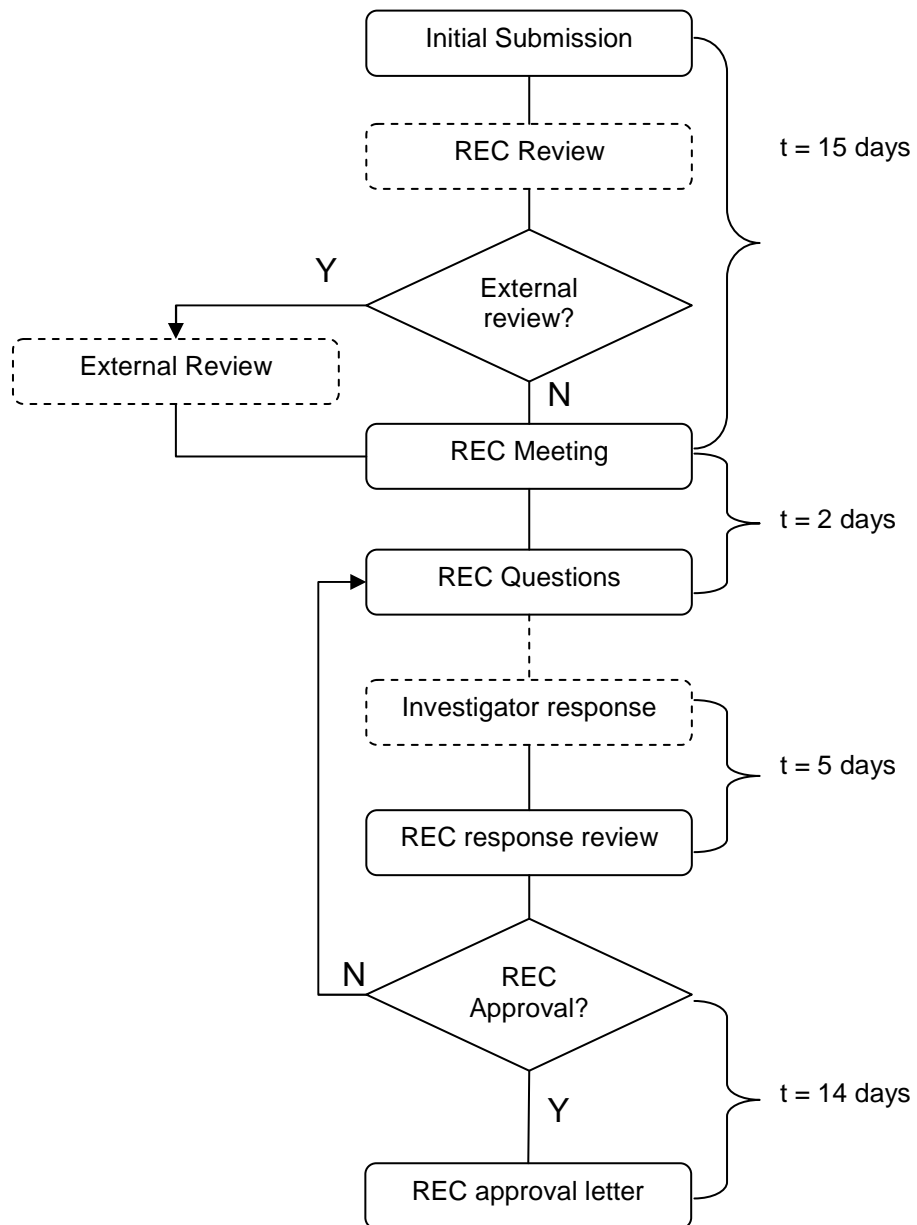 Initial Submission
REC Review
t = 15 days
Y
External
review?
External Review
N
REC Meeting
t = 2 days
REC Questions
Investigator response
t = 5 days
REC response review
N
REC
Approval?
Y
t = 14 days
REC approval letter